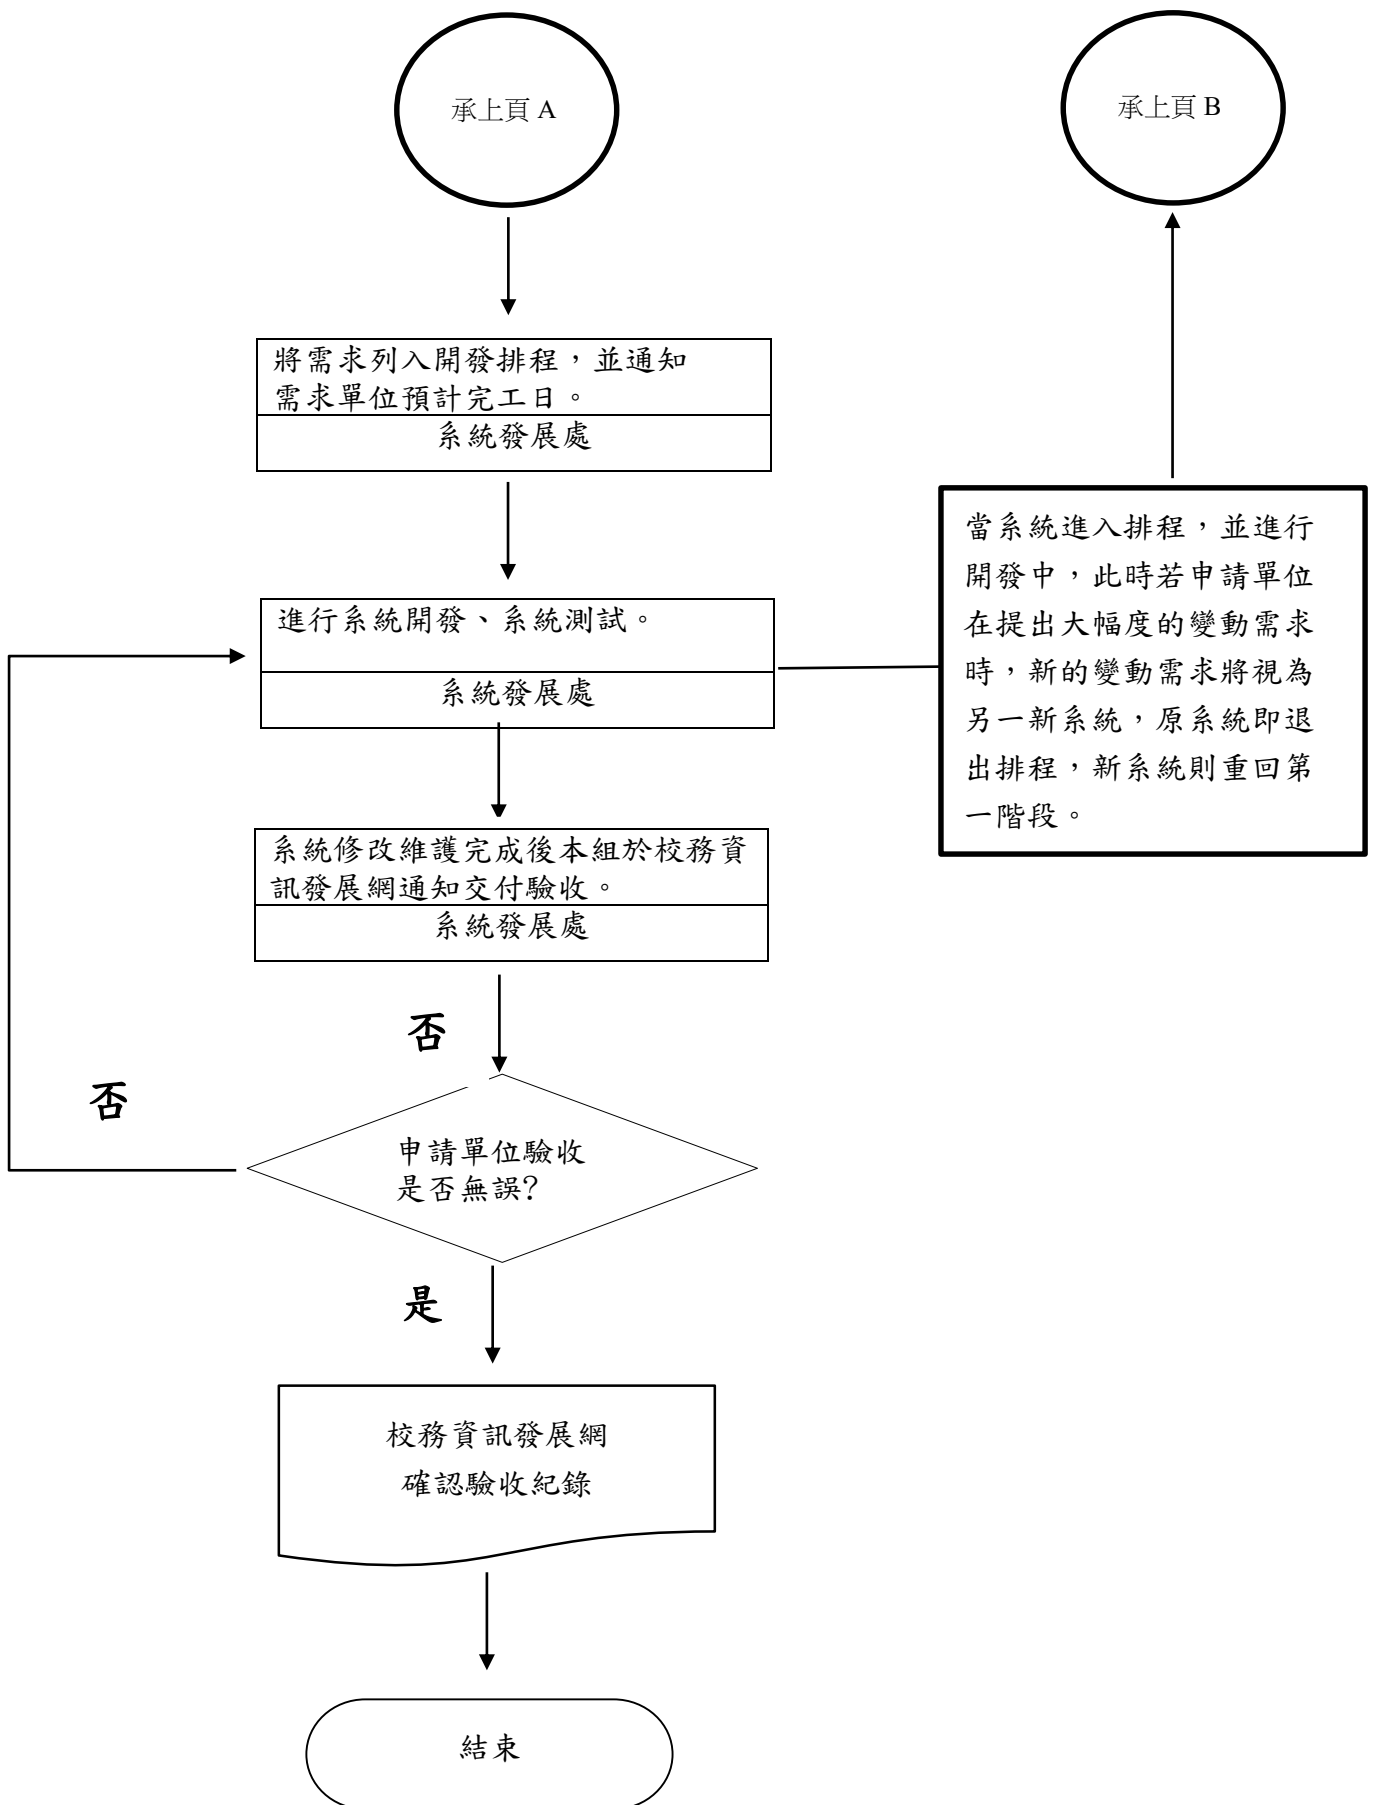 承上頁 A
承上頁 B
將需求列入開發排程，並通知
需求單位預計完工日。
系統發展處
當系統進入排程，並進行
開發中，此時若申請單位
在提出大幅度的變動需求
時，新的變動需求將視為
另一新系統，原系統即退
出排程，新系統則重回第
一階段。
進行系統開發、系統測試。
系統發展處
系統修改維護完成後本組於校務資
訊發展網通知交付驗收。
系統發展處
否
否
申請單位驗收
是否無誤?
是
校務資訊發展網
確認驗收紀錄
結束